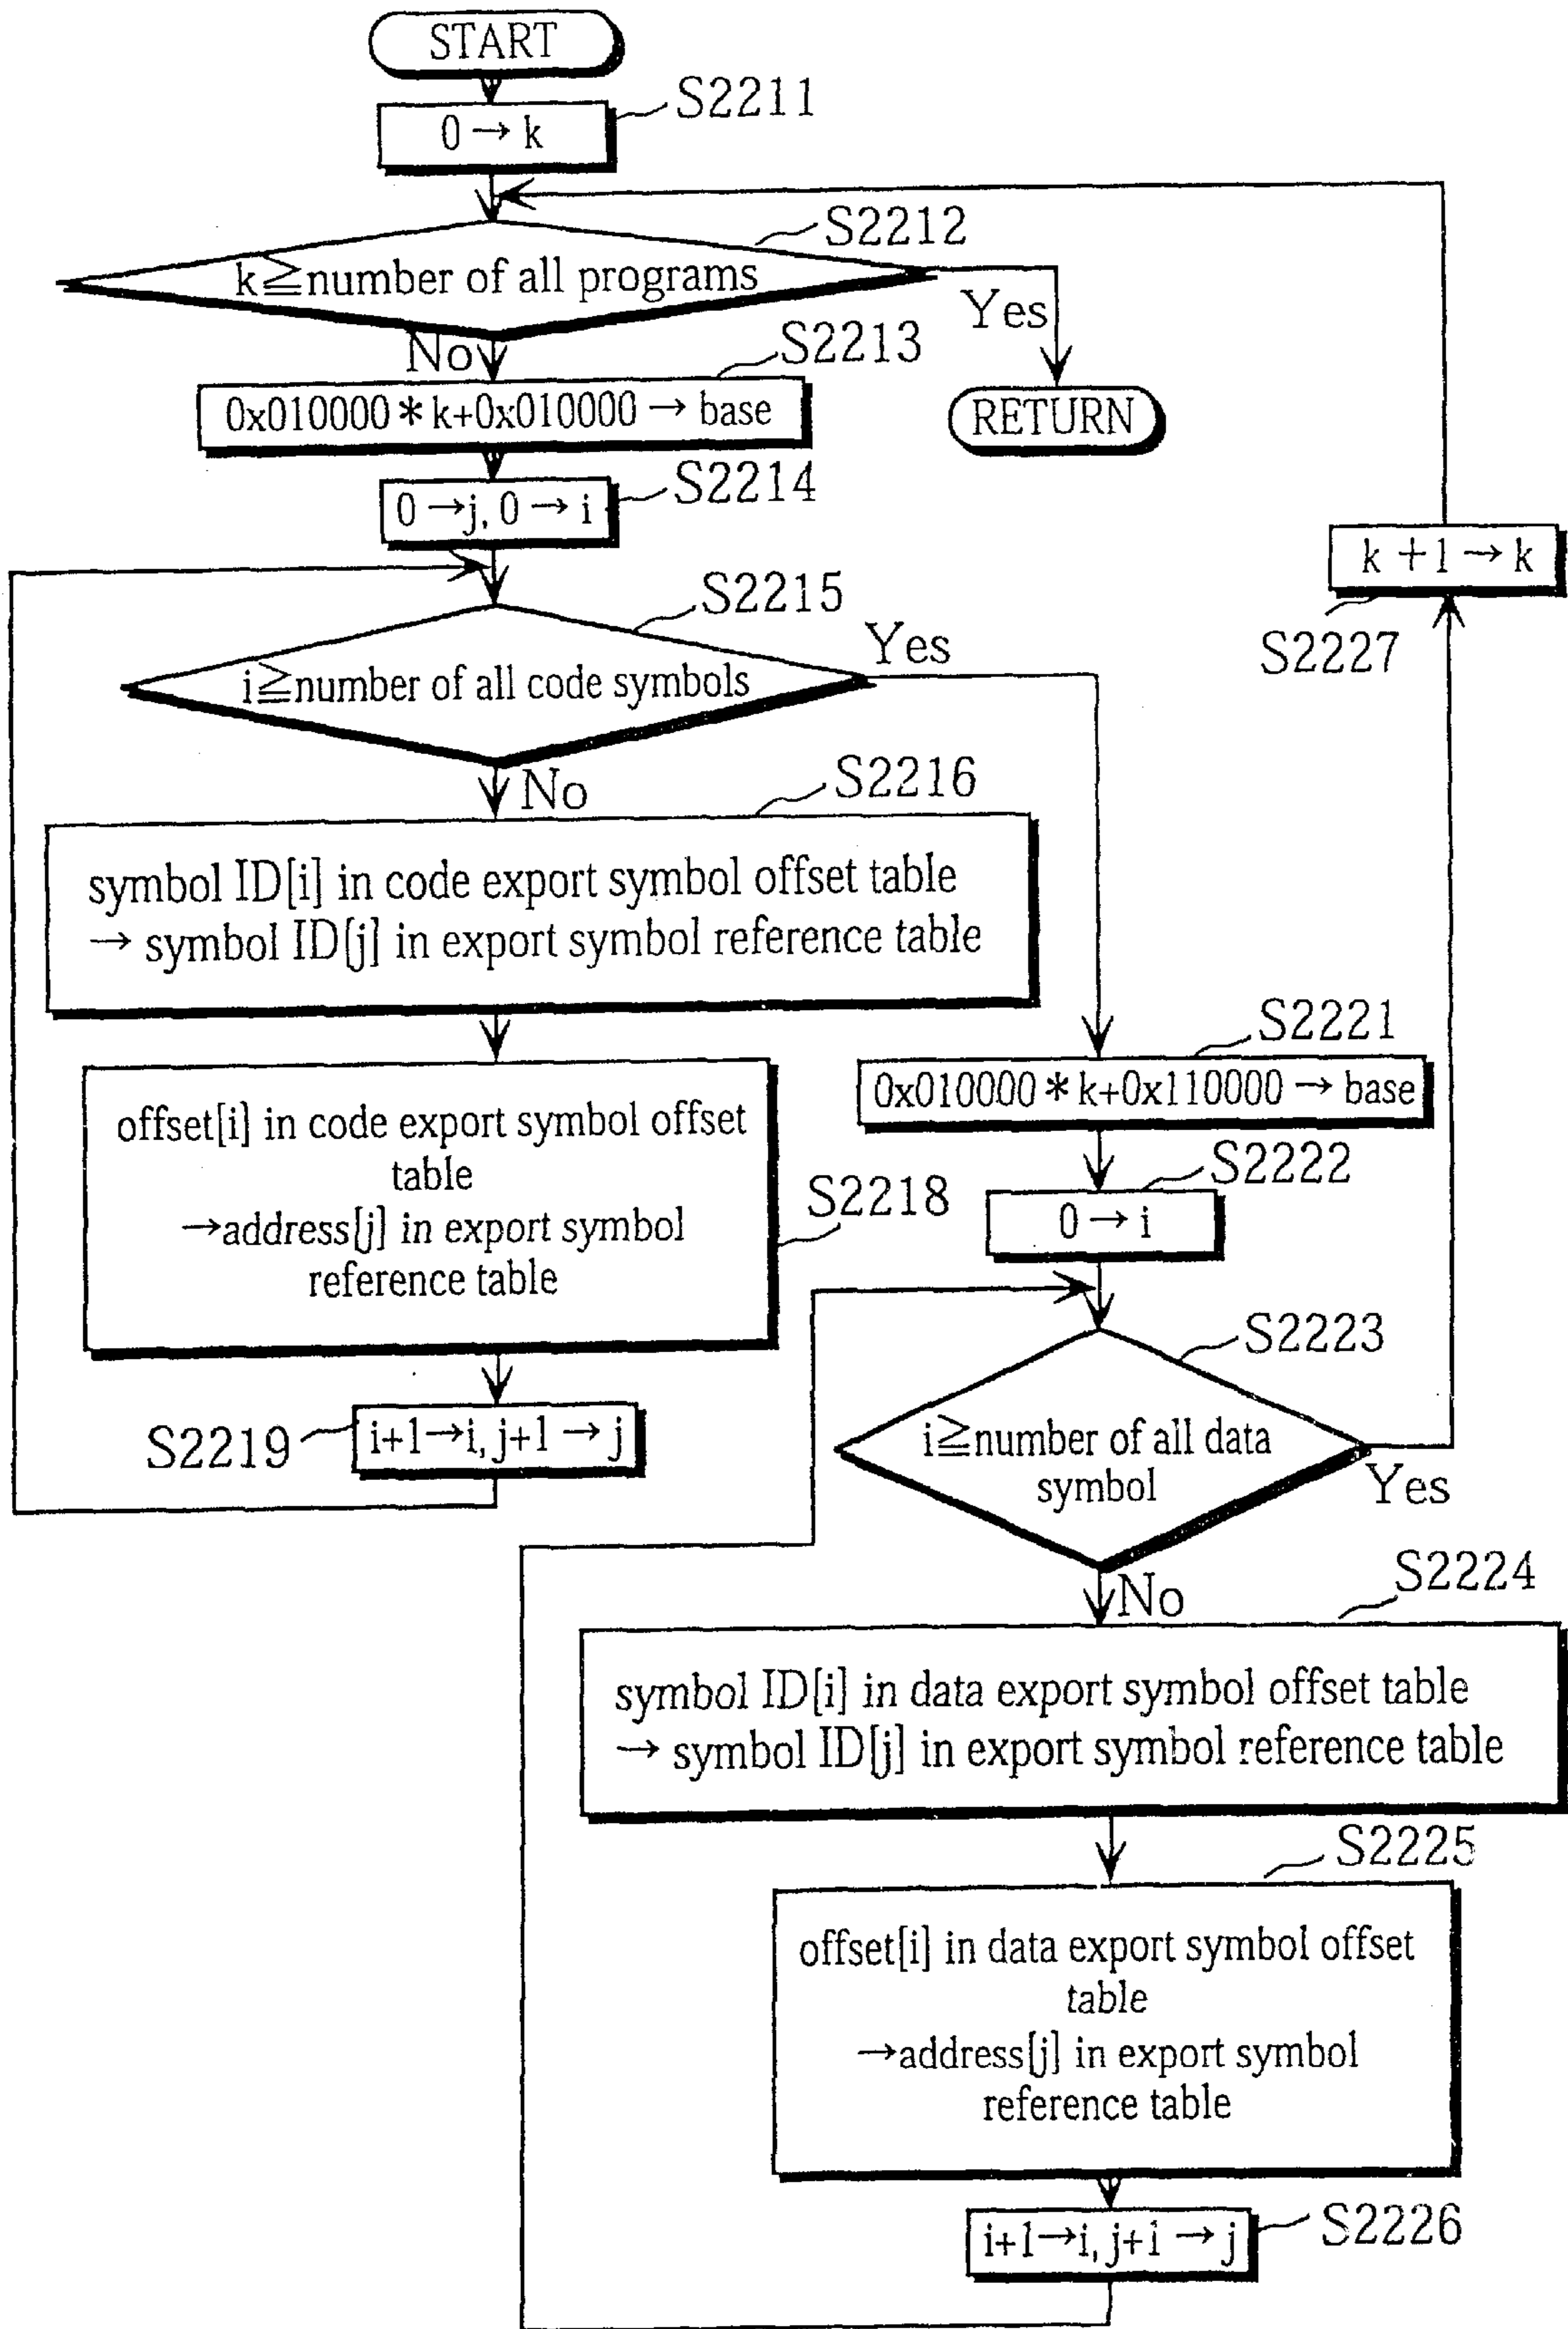 START
S2211
0 → k
S2212
k≧number of all programs
Yes
No
S2213
0x010000 * k+0x010000 → base
RETURN
S2214
0 → j, 0 → i
k + 1 → k
S2227
S2215
i≧number of all code symbols
Yes
No
S2216
symbol ID[i] in code export symbol offset table
→ symbol ID[j] in export symbol reference table
offset[i] in code export symbol offset
table
→address[j] in export symbol
reference table
S2218
S2219
i+1→i, j+1 → j
S2221
0x010000 * k+0x110000 → base
S2222
0 → i
S2223
i≧number of all data
symbol
Yes
No
S2224
symbol ID[i] in data export symbol offset table
→ symbol ID[j] in export symbol reference table
S2225
offset[i] in data export symbol offset
table
→address[j] in export symbol
reference table
i+1→i, j+1 → j
S2226